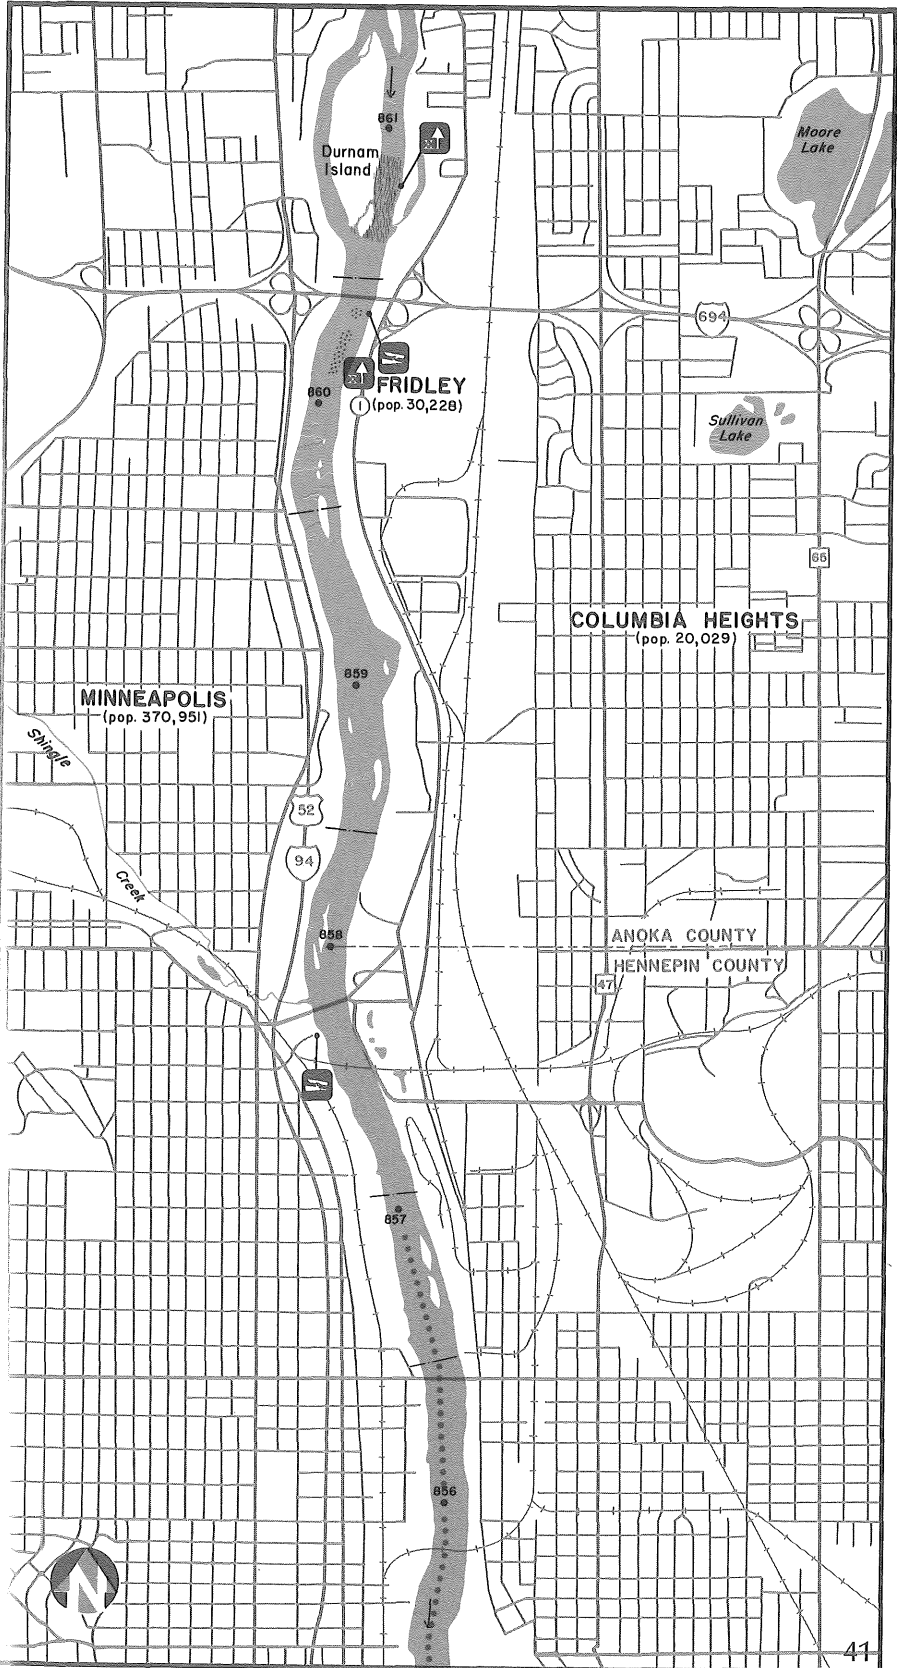 861
Durnam
Island
Moore
Lake
694
860
FRIDLEY
1 (pop. 30,228)
Sullivan
Lake
65
COLUMBIA HEIGHTS
(pop. 20,029)
859
MINNEAPOLIS
(pop. 370,951)
Shingle
52
94
Creek
858
ANOKA COUNTY
HENNEPIN COUNTY
47
857
856
N
41